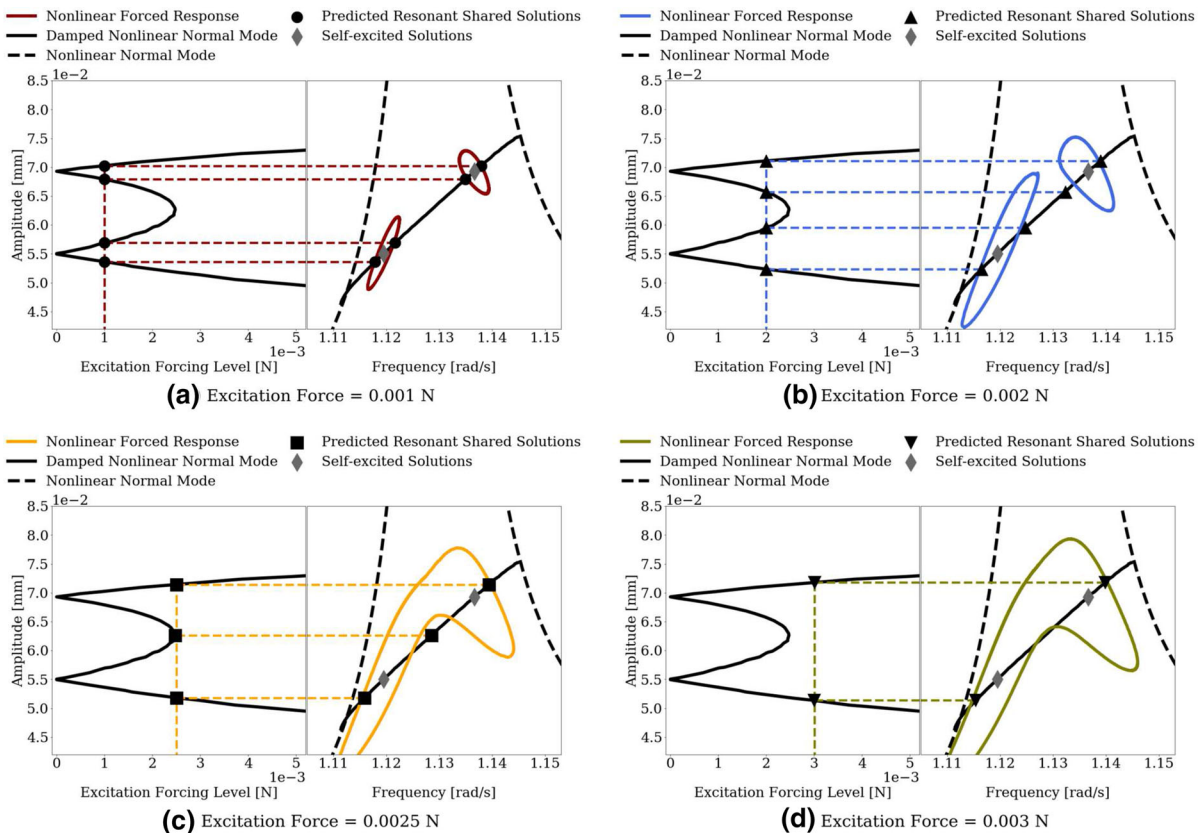 Nonlinear Forced Response
Damped Nonlinear Normal Mode
Nonlinear Normal Mode
Predicted Resonant Shared Solutions
Self-excited Solutions
1e−2
8.5
8.0
7.5
7.0
6.5
6.0
5.5
5.0
4.5
Amplitude [mm]
0 1 2 3 4 5
1e−3
Excitation Forcing Level [N]
1.11 1.12 1.13 1.14 1.15
Frequency [rad/s]
(a) Excitation Force = 0.001 N
Nonlinear Forced Response
Damped Nonlinear Normal Mode
Nonlinear Normal Mode
Predicted Resonant Shared Solutions
Self-excited Solutions
1e−2
8.5
8.0
7.5
7.0
6.5
6.0
5.5
5.0
4.5
Amplitude [mm]
0 1 2 3 4 5
1e−3
Excitation Forcing Level [N]
1.11 1.12 1.13 1.14 1.15
Frequency [rad/s]
(b) Excitation Force = 0.002 N
Nonlinear Forced Response
Damped Nonlinear Normal Mode
Nonlinear Normal Mode
Predicted Resonant Shared Solutions
Self-excited Solutions
1e−2
8.5
8.0
7.5
7.0
6.5
6.0
5.5
5.0
4.5
Amplitude [mm]
0 1 2 3 4 5
1e−3
Excitation Forcing Level [N]
1.11 1.12 1.13 1.14 1.15
Frequency [rad/s]
(c) Excitation Force = 0.0025 N
Nonlinear Forced Response
Damped Nonlinear Normal Mode
Nonlinear Normal Mode
Predicted Resonant Shared Solutions
Self-excited Solutions
1e−2
8.5
8.0
7.5
7.0
6.5
6.0
5.5
5.0
4.5
Amplitude [mm]
0 1 2 3 4 5
1e−3
Excitation Forcing Level [N]
1.11 1.12 1.13 1.14 1.15
Frequency [rad/s]
(d) Excitation Force = 0.003 N